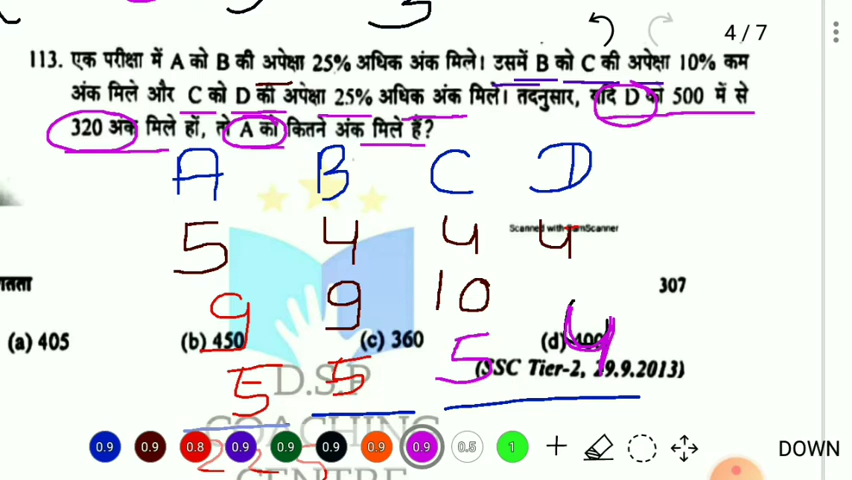 4/7
113. एक परीक्षा में A को B की अपेक्षा 25% अधिक अंक मिले। उसमें B को C की अपेक्षा 10% कम
अंक मिले और C को D की अपेक्षा 25% अधिक अंक मिले। तदनुसार, यदि D को 500 में से
320 अंक मिले हों, तो A को कितने अंक मिले हैं?
A B C D
Scanned with CamScanner
5 4 4 4
9 9 10
307
(a) 405 (b) 450 (c) 360 (d) 400
4
5 5 5
(SSC Tier-2, 29.9.2013)
D.S.P
COACHING
CENTRE
225
0.9 0.9 0.8 0.9 0.9 0.9 0.9 0.9 0.5 1
DOWN